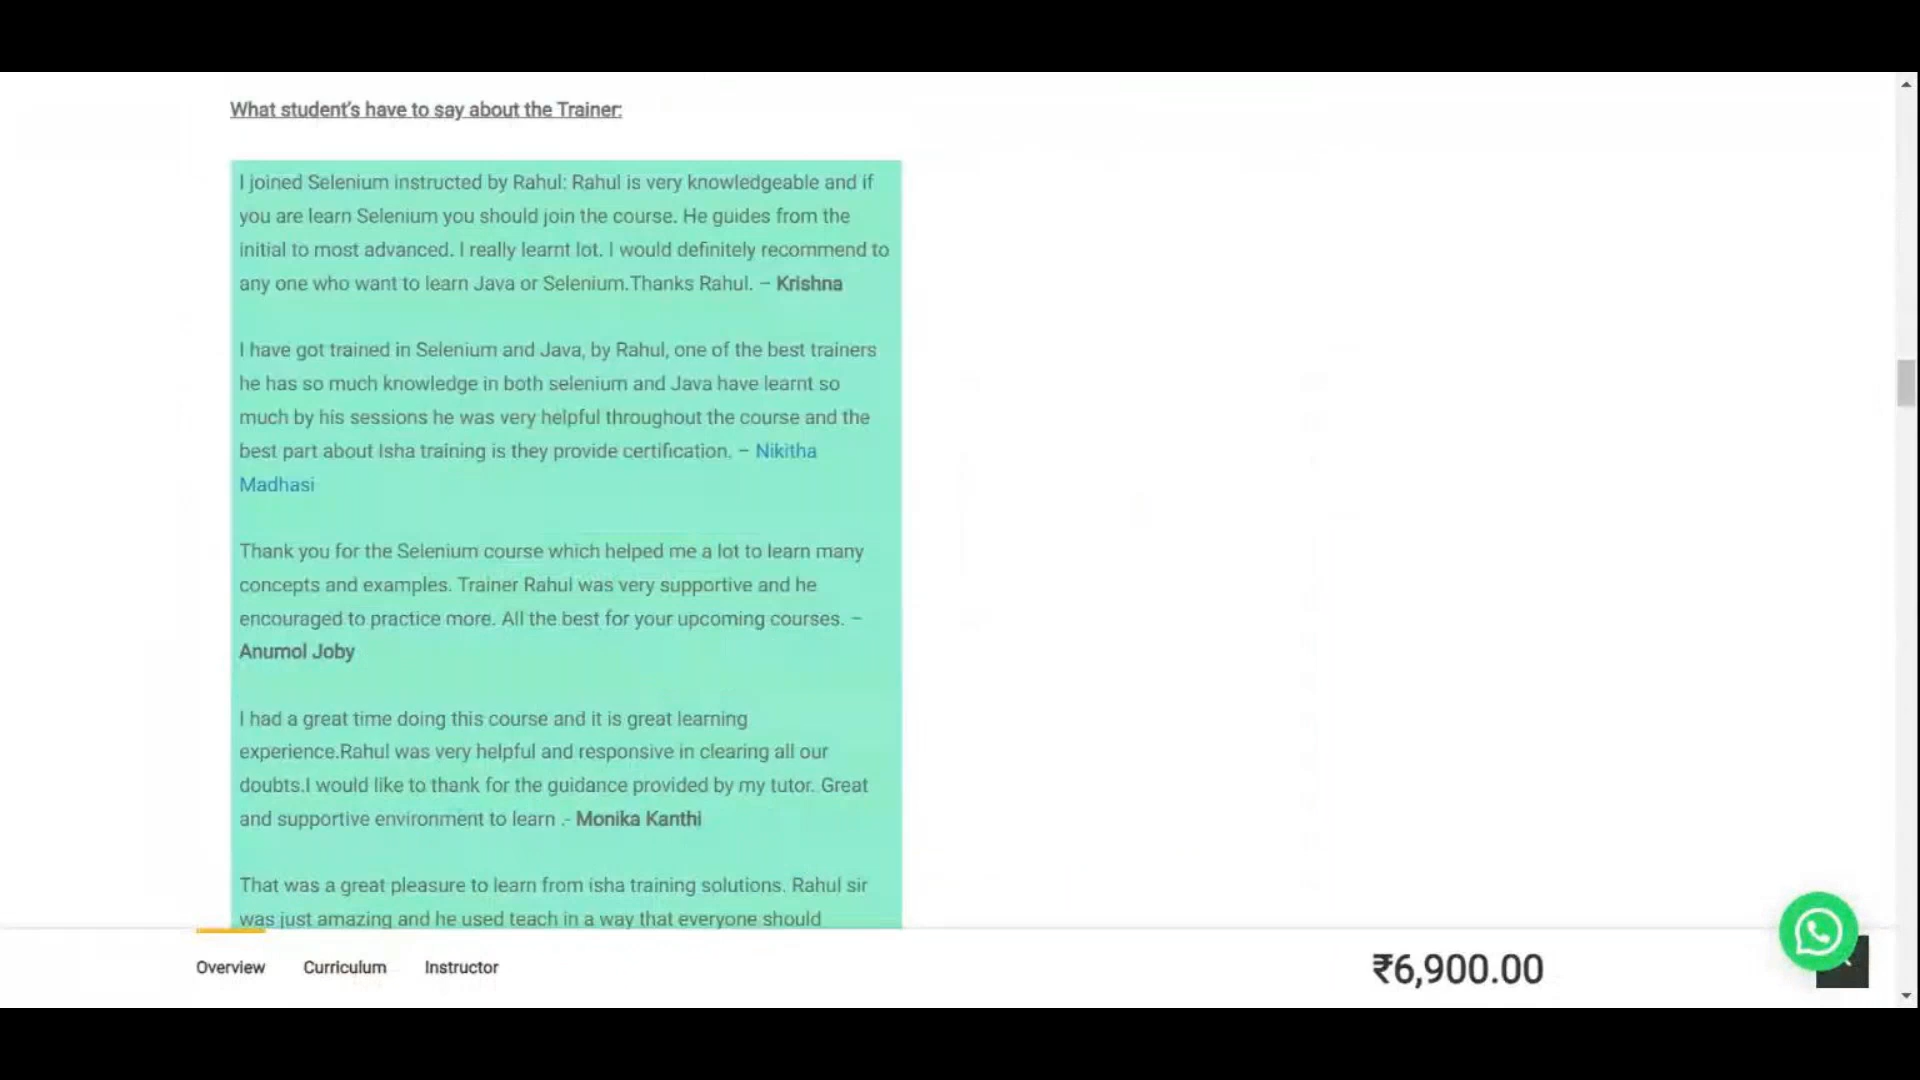 What student's have to say about the Trainer:
I joined Selenium instructed by Rahul: Rahul is very knowledgeable and if
you are learn Selenium you should join the course. He guides from the
initial to most advanced. I really learnt lot. I would definitely recommend to
any one who want to learn Java or Selenium.Thanks Rahul. – Krishna
I have got trained in Selenium and Java, by Rahul, one of the best trainers
he has so much knowledge in both selenium and Java have learnt so
much by his sessions he was very helpful throughout the course and the
best part about Isha training is they provide certification. – Nikitha
Madhasi
Thank you for the Selenium course which helped me a lot to learn many
concepts and examples. Trainer Rahul was very supportive and he
encouraged to practice more. All the best for your upcoming courses. –
Anumol Joby
I had a great time doing this course and it is great learning
experience.Rahul was very helpful and responsive in clearing all our
doubts.I would like to thank for the guidance provided by my tutor. Great
and supportive environment to learn .- Monika Kanthi
That was a great pleasure to learn from isha training solutions. Rahul sir
was just amazing and he used teach in a way that everyone should
Overview Curriculum Instructor ₹6,900.00